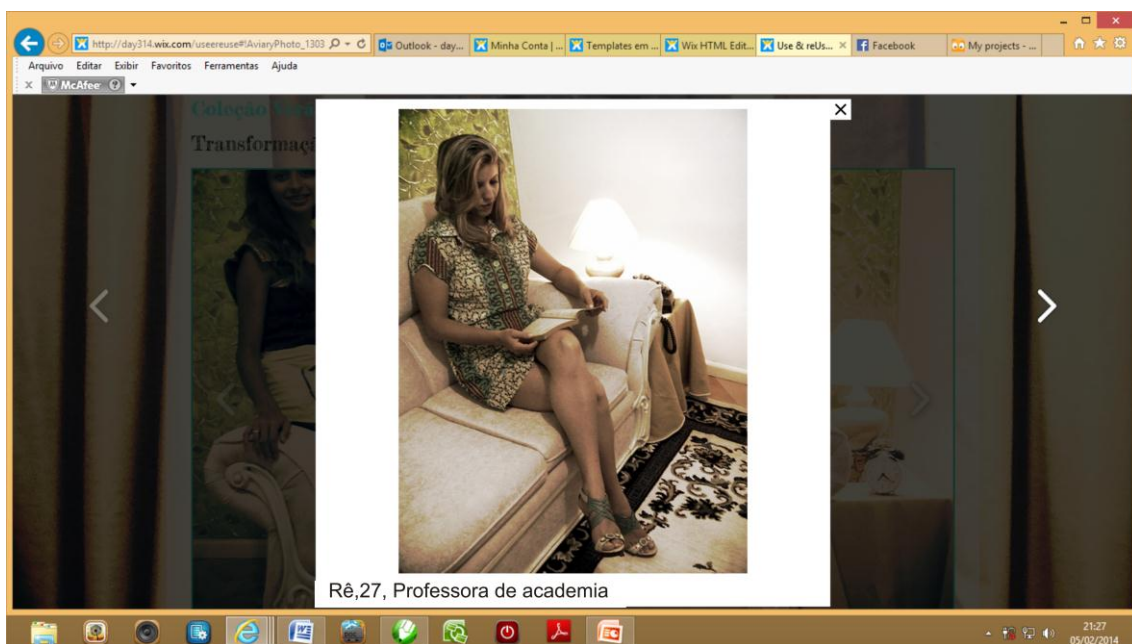 http://day314.wix.com/useereuse#!AviaryPhoto_1303
Outlook - day...
Minha Conta | ...
Templates em ...
Wix HTML Edit...
Use & reUs...
Facebook
My projects - ...
Arquivo Editar Exibir Favoritos Ferramentas Ajuda
McAfee
Coleção
Transformaç
Rê,27, Professora de academia
21:27
05/02/2014